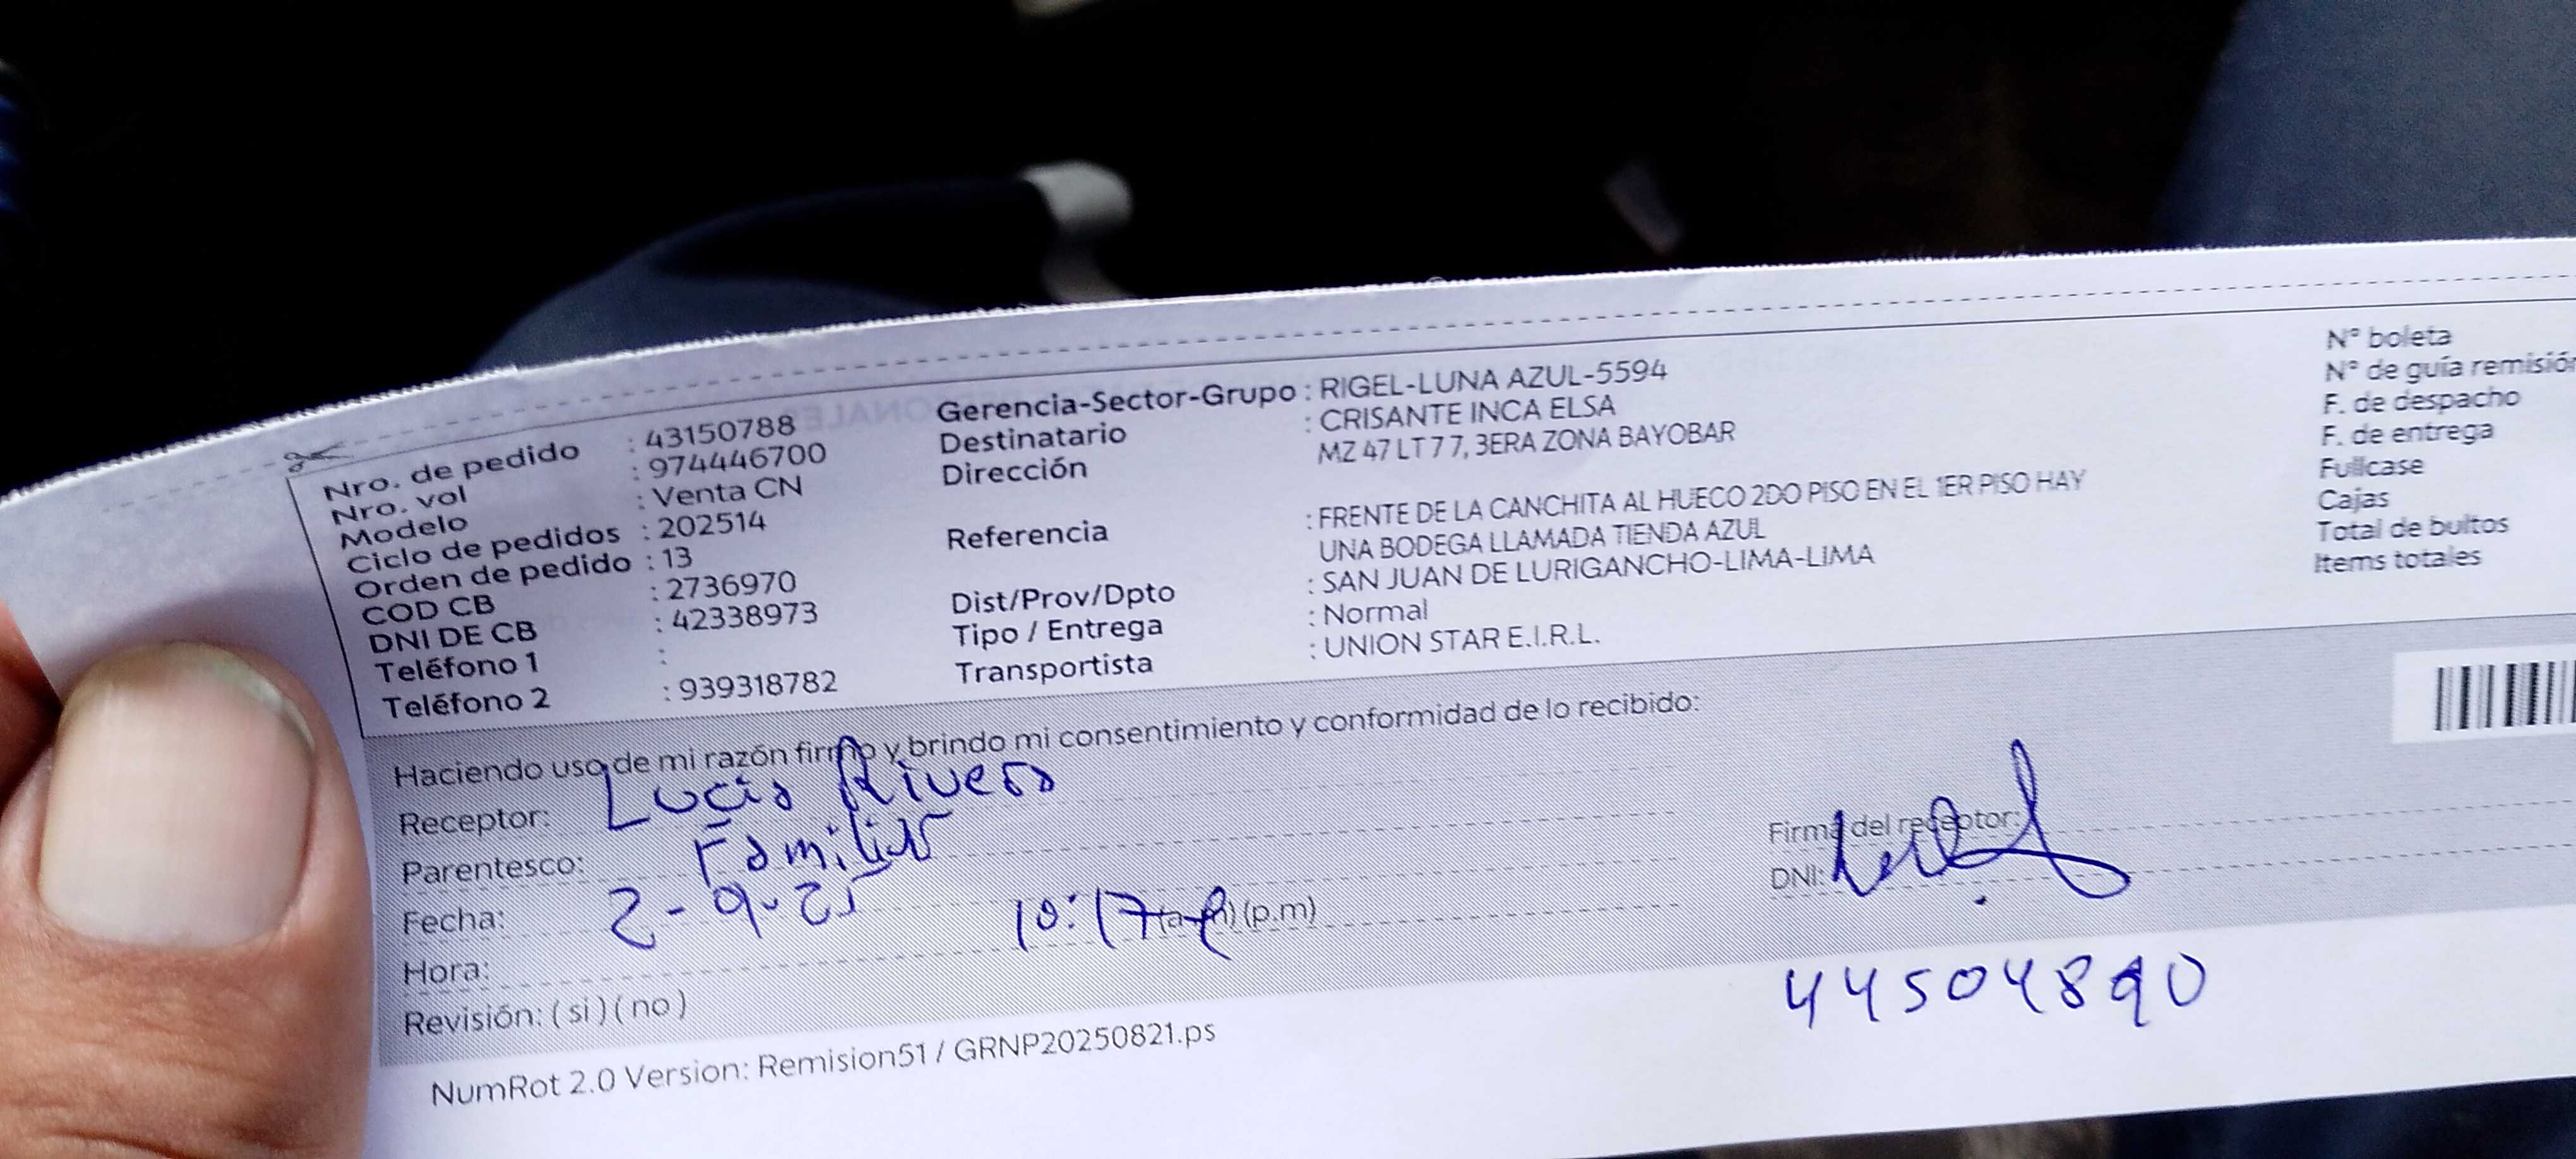 Nro. de pedido : 43150788
Nro. vol : 974446700
Modelo : Venta CN
Ciclo de pedidos : 202514
Orden de pedido : 13
COD CB : 2736970
DNI DE CB : 42338973
Teléfono 1 :
Teléfono 2 : 939318782
Gerencia-Sector-Grupo : RIGEL-LUNA AZUL-5594
Destinatario : CRISANTE INCA ELSA
Dirección MZ 47 LT 7 7, 3ERA ZONA BAYOBAR
Referencia : FRENTE DE LA CANCHITA AL HUECO 2DO PISO EN EL 1ER PISO HAY
UNA BODEGA LLAMADA TIENDA AZUL
Dist/Prov/Dpto : SAN JUAN DE LURIGANCHO-LIMA-LIMA
Tipo / Entrega : Normal
Transportista : UNION STAR E.I.R.L.
N° boleta
N° de guía remisión
F. de despacho
F. de entrega
Fullcase
Cajas
Total de bultos
Items totales
Haciendo uso de mi razón firmo y brindo mi consentimiento y conformidad de lo recibido:
Receptor: Lucia Rivera
Parentesco: Familiar
Fecha: 2-9-25
Hora: 10:17 (p.m)
Revisión: ( si ) ( no )
Firma del receptor:
DNI:
44504890
NumRot 2.0 Version: Remision51 / GRNP20250821.ps